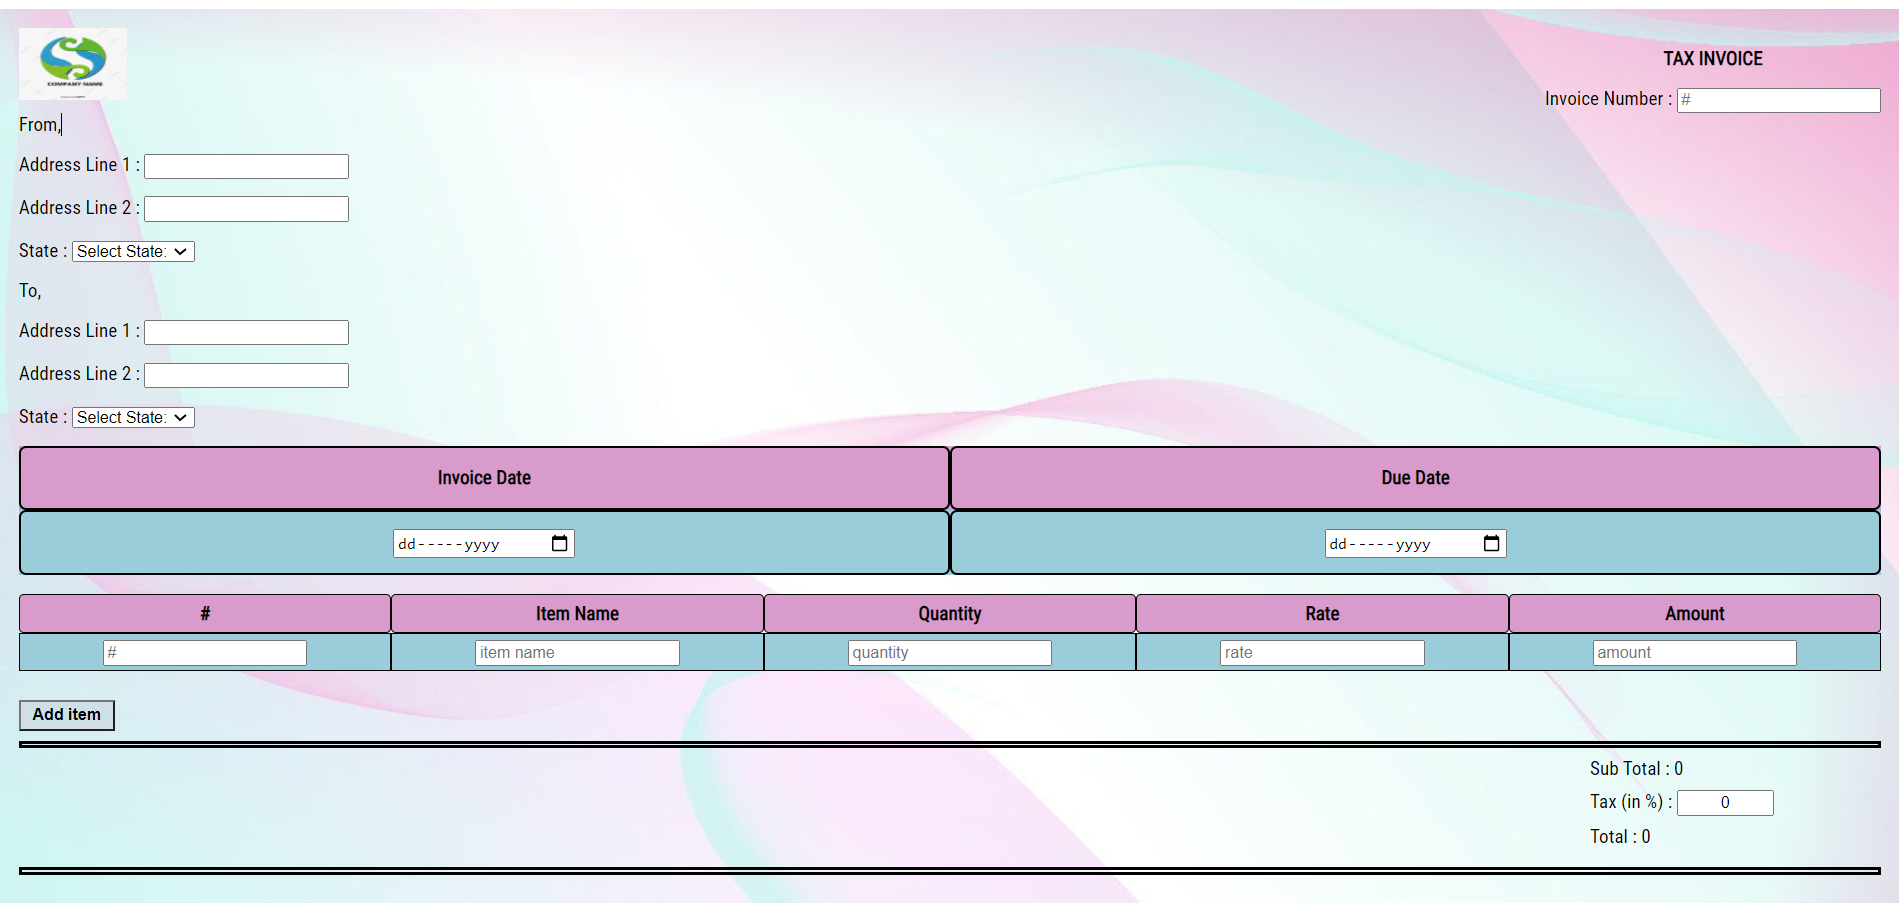 COMPANY NAME
TAX INVOICE
Invoice Number : #
From,
Address Line 1 :
Address Line 2 :
State : Select State:
To,
Address Line 1 :
Address Line 2 :
State : Select State:
Invoice Date Due Date
dd-----yyyy dd-----yyyy
# Item Name Quantity Rate Amount
# item name quantity rate amount
Add item
Sub Total : 0
Tax (in %) : 0
Total : 0